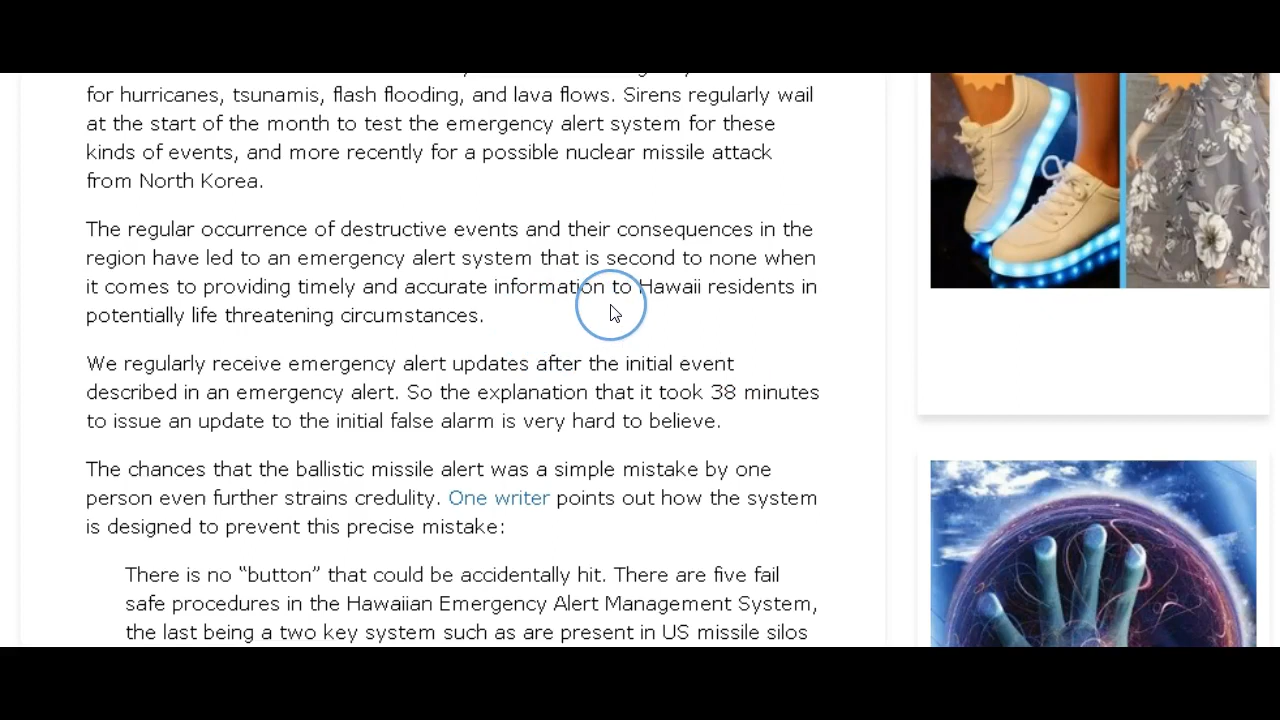 for hurricanes, tsunamis, flash flooding, and lava flows. Sirens regularly wail
at the start of the month to test the emergency alert system for these
kinds of events, and more recently for a possible nuclear missile attack
from North Korea.
The regular occurrence of destructive events and their consequences in the
region have led to an emergency alert system that is second to none when
it comes to providing timely and accurate information to Hawaii residents in
potentially life threatening circumstances.
We regularly receive emergency alert updates after the initial event
described in an emergency alert. So the explanation that it took 38 minutes
to issue an update to the initial false alarm is very hard to believe.
The chances that the ballistic missile alert was a simple mistake by one
person even further strains credulity. One writer points out how the system
is designed to prevent this precise mistake:
There is no “button” that could be accidentally hit. There are five fail
safe procedures in the Hawaiian Emergency Alert Management System,
the last being a two key system such as are present in US missile silos